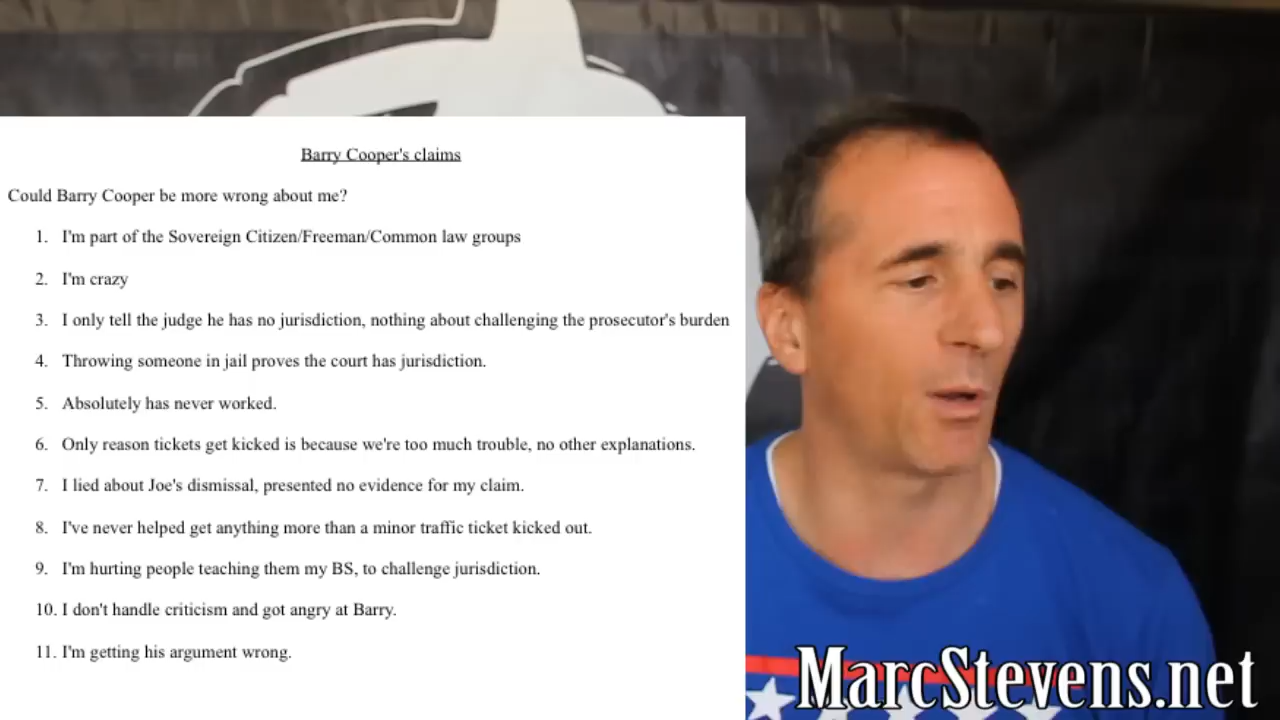 Barry Cooper's claims
Could Barry Cooper be more wrong about me?
1. I'm part of the Sovereign Citizen/Freeman/Common law groups
2. I'm crazy
3. I only tell the judge he has no jurisdiction, nothing about challenging the prosecutor's burden
4. Throwing someone in jail proves the court has jurisdiction.
5. Absolutely has never worked.
6. Only reason tickets get kicked is because we're too much trouble, no other explanations.
7. I lied about Joe's dismissal, presented no evidence for my claim.
8. I've never helped get anything more than a minor traffic ticket kicked out.
9. I'm hurting people teaching them my BS, to challenge jurisdiction.
10. I don't handle criticism and got angry at Barry.
11. I'm getting his argument wrong.
MarcStevens.net